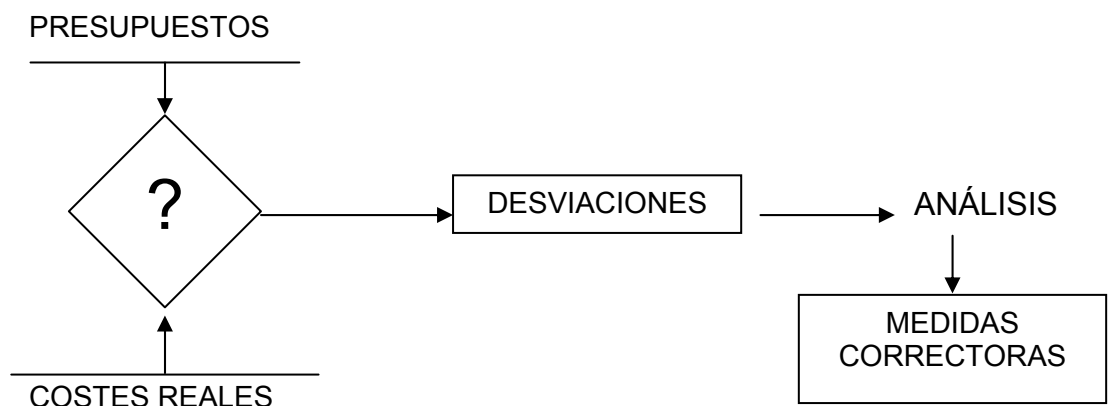 PRESUPUESTOS
?
DESVIACIONES
ANÁLISIS
MEDIDAS
CORRECTORAS
COSTES REALES